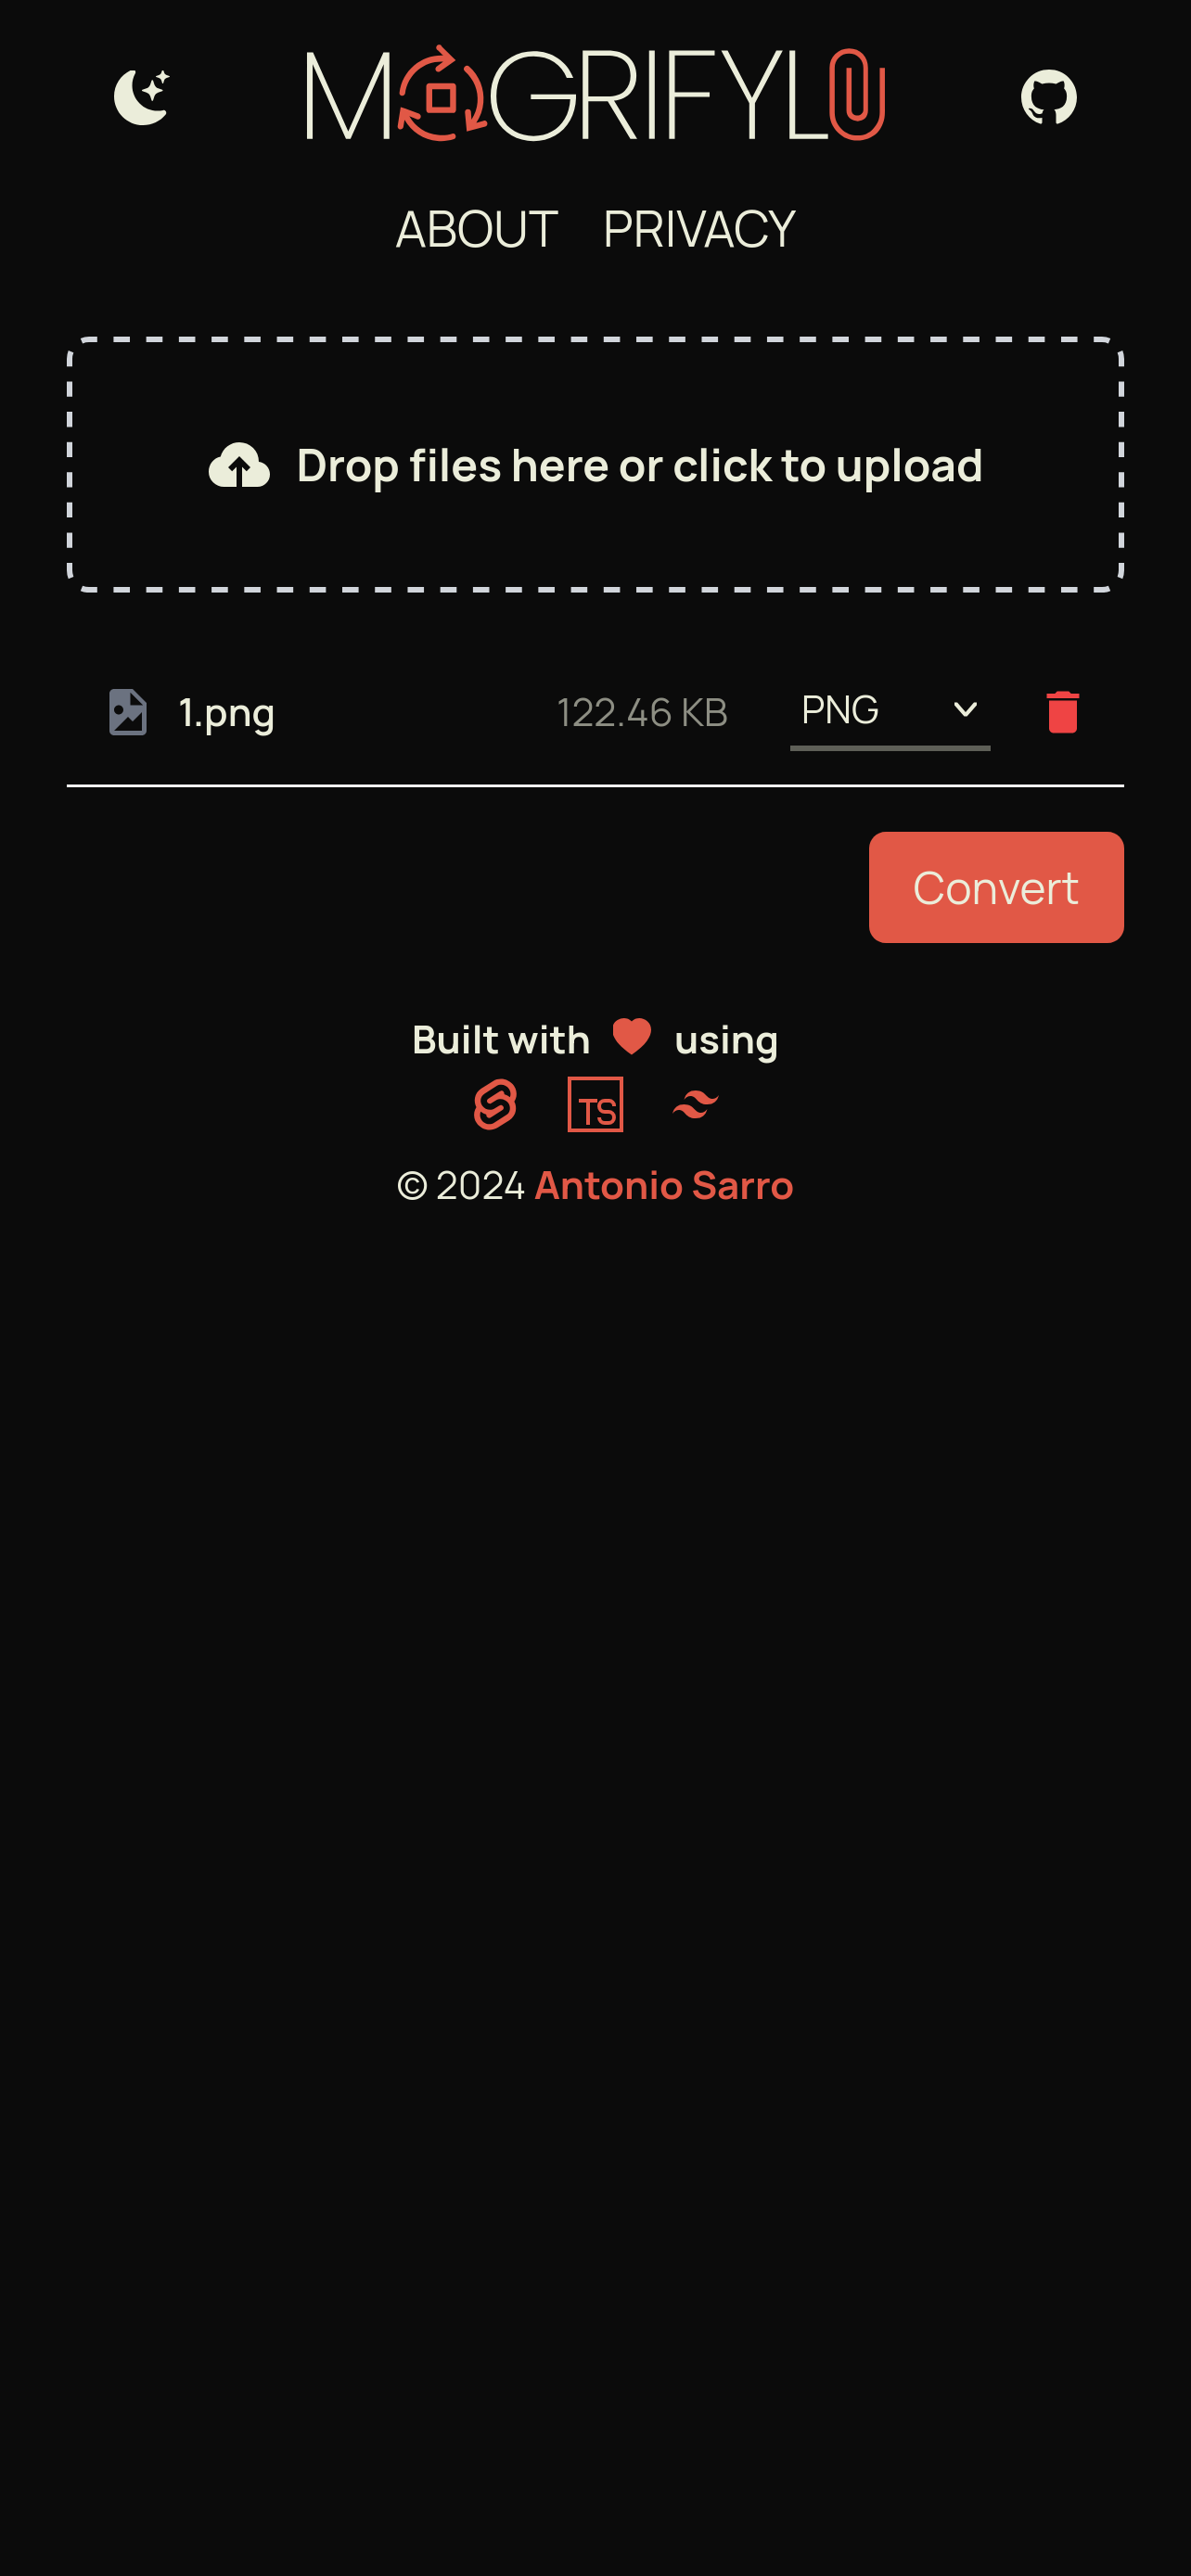 MOGRIFYLU
ABOUT PRIVACY
Drop files here or click to upload
1.png 122.46 KB PNG
Convert
Built with using
TS
© 2024 Antonio Sarro